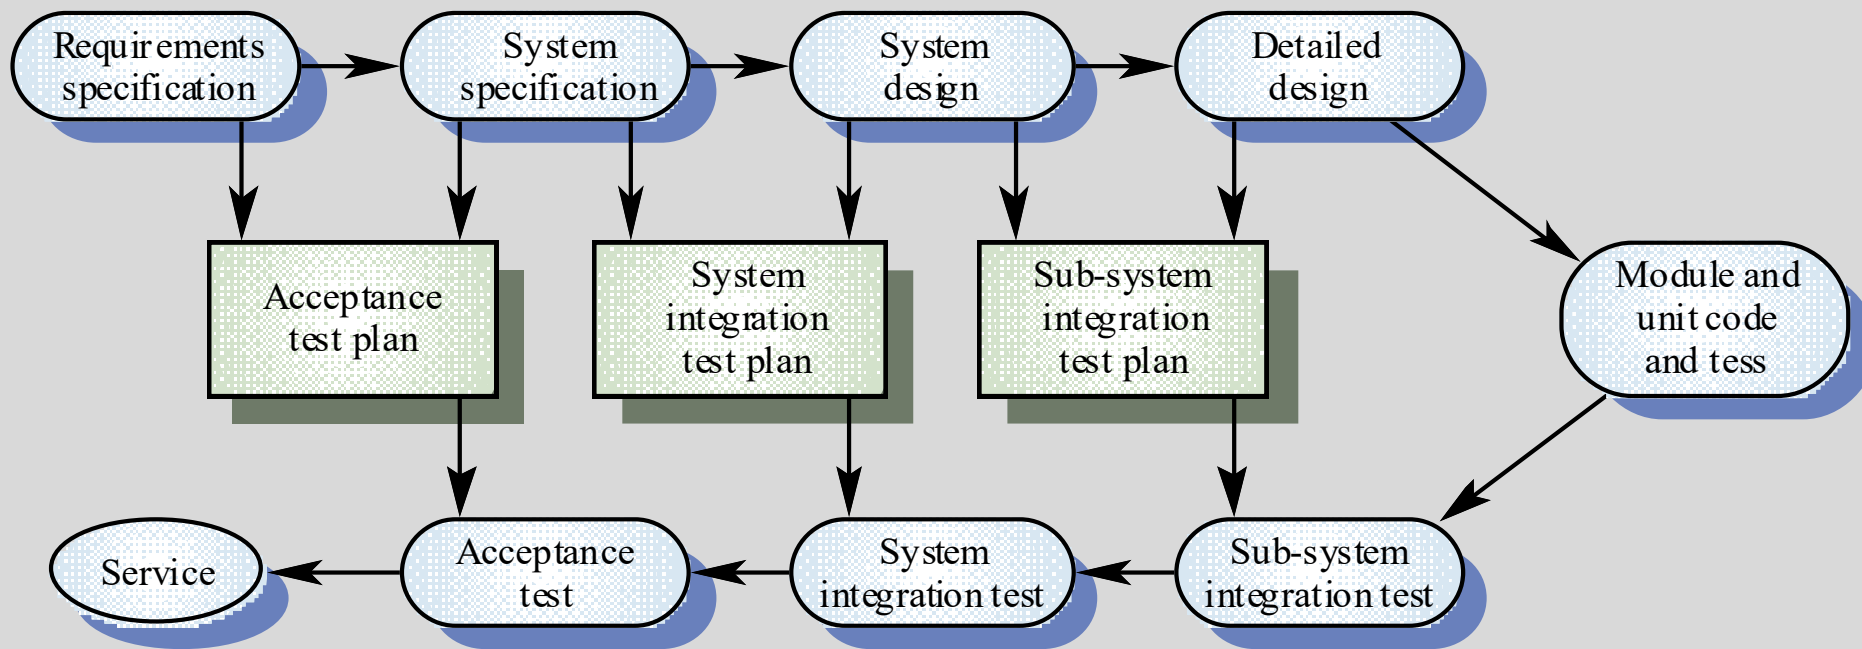 Requirements
specification
System
specification
System
design
Detailed
design
Acceptance
test plan
System
integration
test plan
Sub-system
integration
test plan
Module and
unit code
and tess
Service
Acceptance
test
System
integration test
Sub-system
integration test